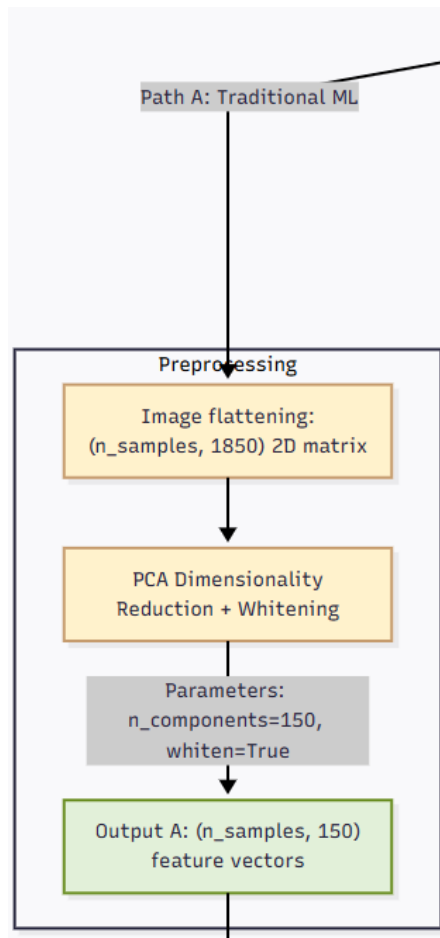 Path A: Traditional ML
Preprocessing
Image flattening:
(n_samples, 1850) 2D matrix
PCA Dimensionality
Reduction + Whitening
Parameters:
n_components=150,
whiten=True
Output A: (n_samples, 150)
feature vectors